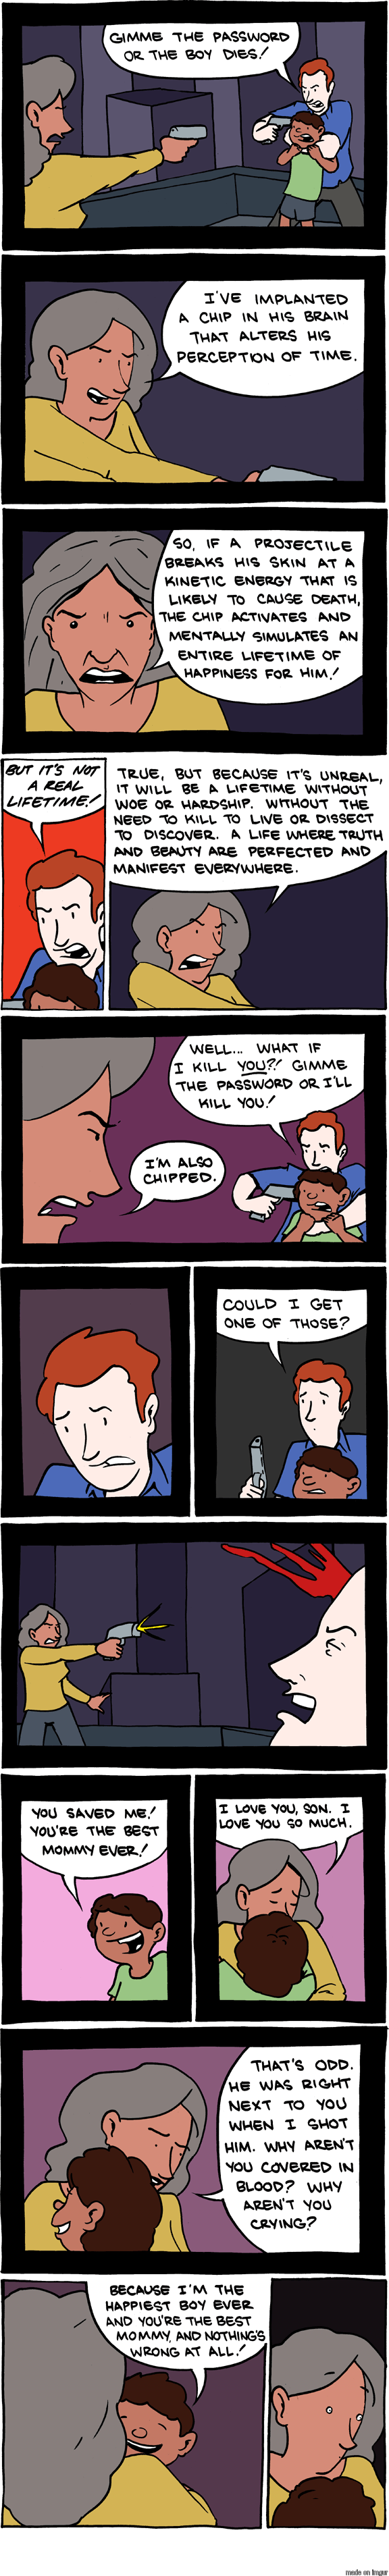 GIMME THE PASSWORD
OR THE BOY DIES!
I'VE IMPLANTED
A CHIP IN HIS BRAIN
THAT ALTERS HIS
PERCEPTION OF TIME.
SO, IF A PROJECTILE
BREAKS HIS SKIN AT A
KINETIC ENERGY THAT IS
LIKELY TO CAUSE DEATH,
THE CHIP ACTIVATES AND
MENTALLY SIMULATES AN
ENTIRE LIFETIME OF
HAPPINESS FOR HIM!
BUT IT'S NOT
A REAL
LIFETIME!
TRUE, BUT BECAUSE IT'S UNREAL,
IT WILL BE A LIFETIME WITHOUT
WOE OR HARDSHIP. WITHOUT THE
NEED TO KILL TO LIVE OR DISSECT
TO DISCOVER. A LIFE WHERE TRUTH
AND BEAUTY ARE PERFECTED AND
MANIFEST EVERYWHERE.
WELL... WHAT IF
I KILL YOU?! GIMME
THE PASSWORD OR I'LL
KILL YOU!
I'M ALSO
CHIPPED.
COULD I GET
ONE OF THOSE?
YOU SAVED ME!
YOU'RE THE BEST
MOMMY EVER!
I LOVE YOU, SON. I
LOVE YOU SO MUCH.
THAT'S ODD.
HE WAS RIGHT
NEXT TO YOU
WHEN I SHOT
HIM. WHY AREN'T
YOU COVERED IN
BLOOD? WHY
AREN'T YOU
CRYING?
BECAUSE I'M THE
HAPPIEST BOY EVER
AND YOU'RE THE BEST
MOMMY, AND NOTHING'S
WRONG AT ALL!
made on Imgur